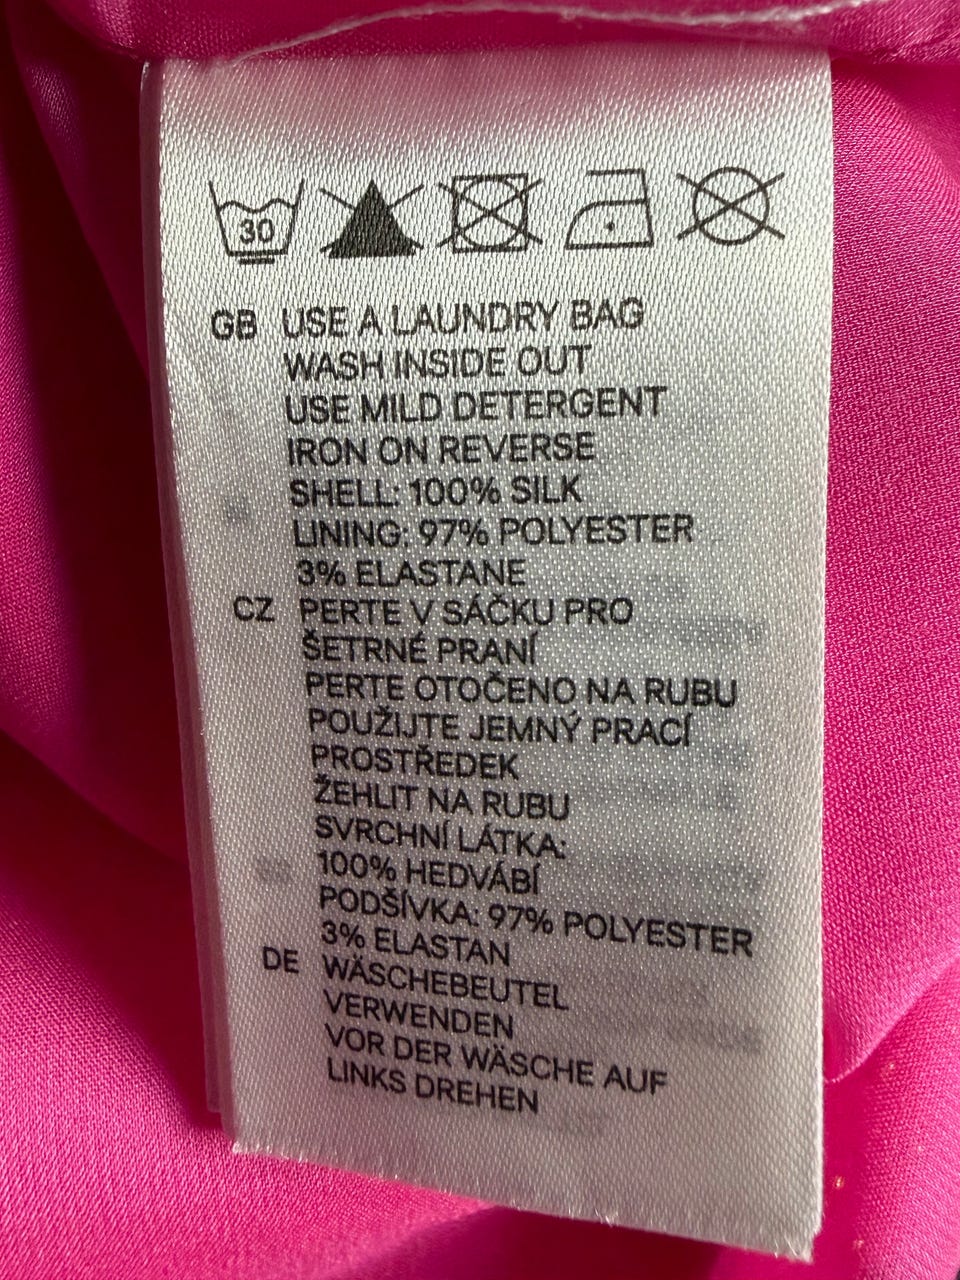 30
GB USE A LAUNDRY BAG
WASH INSIDE OUT
USE MILD DETERGENT
IRON ON REVERSE
SHELL: 100% SILK
LINING: 97% POLYESTER
3% ELASTANE
CZ PERTE V SÁČKU PRO
ŠETRNÉ PRANÍ
PERTE OTOČENO NA RUBU
POUŽIJTE JEMNÝ PRACÍ
PROSTŘEDEK
ŽEHLIT NA RUBU
SVRCHNÍ LÁTKA:
100% HEDVÁBÍ
PODŠÍVKA: 97% POLYESTER
3% ELASTAN
DE WÄSCHEBEUTEL
VERWENDEN
VOR DER WÄSCHE AUF
LINKS DREHEN